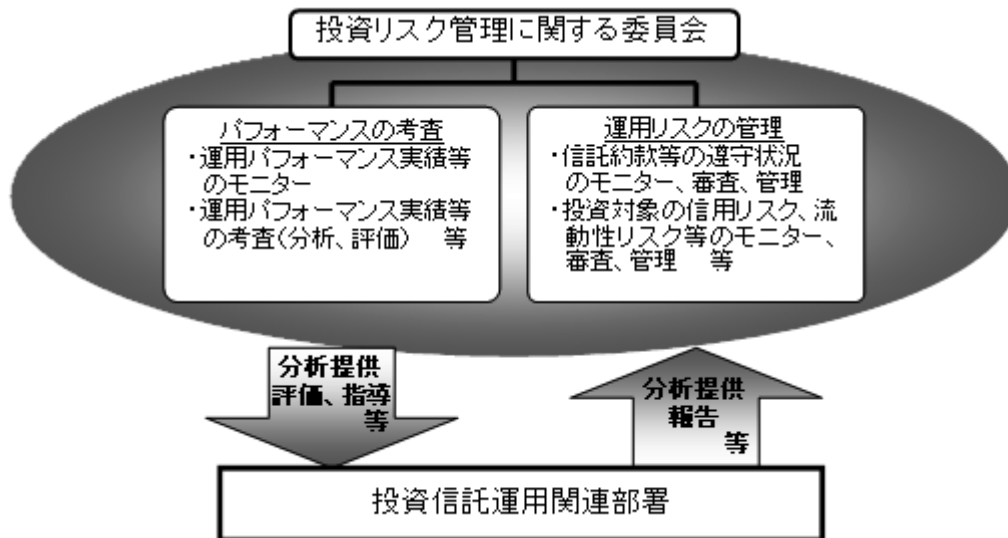 投資リスク管理に関する委員会
パフォーマンスの考査
・運用パフォーマンス実績等
のモニター
・運用パフォーマンス実績等
の考査(分析、評価) 等
運用リスクの管理
・信託約款等の遵守状況
のモニター、審査、管理
・投資対象の信用リスク、流
動性リスク等のモニター、
審査、管理 等
分析提供
評価、指導
等
分析提供
報告
等
投資信託運用関連部署